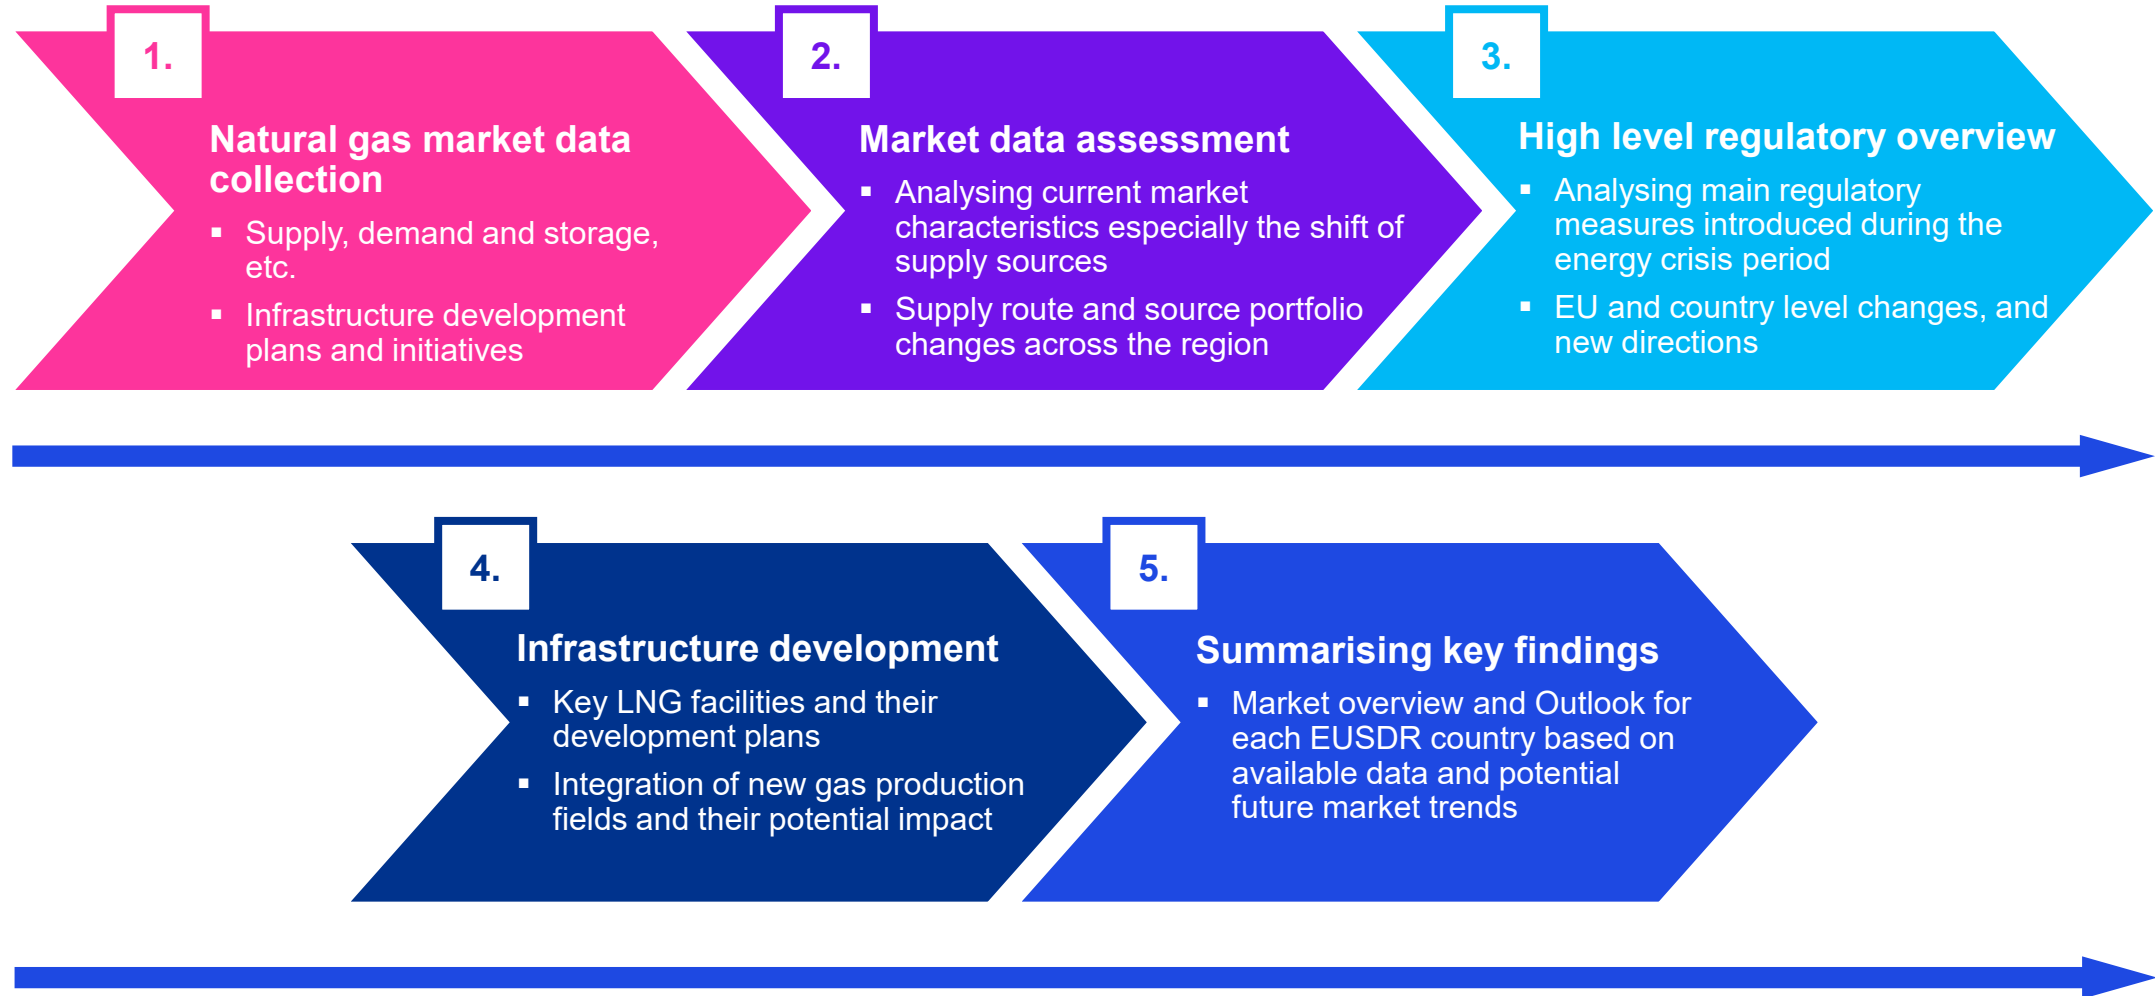 1.
Natural gas market data
collection
▪ Supply, demand and storage,
etc.
▪ Infrastructure development
plans and initiatives
2.
Market data assessment
▪ Analysing current market
characteristics especially the shift of
supply sources
▪ Supply route and source portfolio
changes across the region
3.
High level regulatory overview
▪ Analysing main regulatory
measures introduced during the
energy crisis period
▪ EU and country level changes, and
new directions
4.
Infrastructure development
▪ Key LNG facilities and their
development plans
▪ Integration of new gas production
fields and their potential impact
5.
Summarising key findings
▪ Market overview and Outlook for
each EUSDR country based on
available data and potential
future market trends